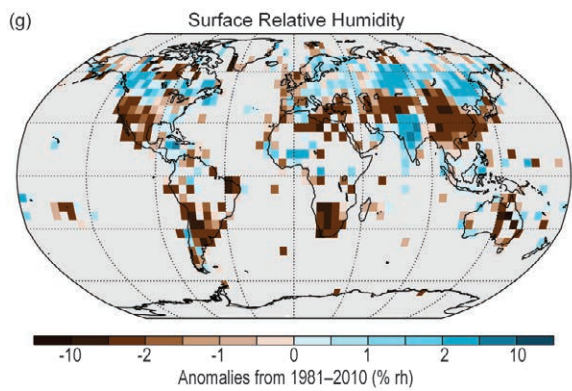 (g) Surface Relative Humidity
-10 -2 -1 0 1 2 10
Anomalies from 1981–2010 (% rh)